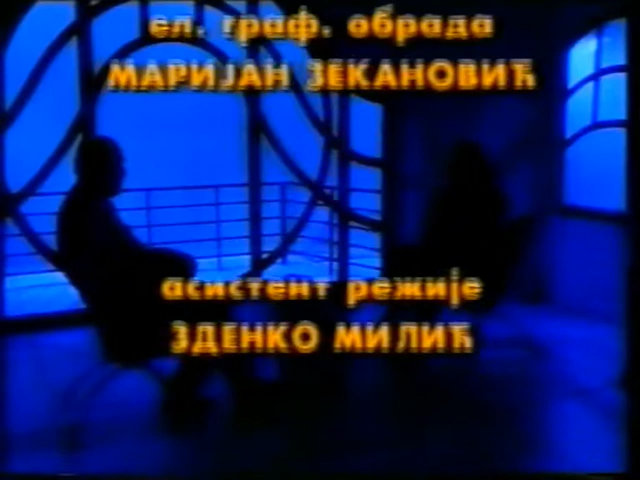 ел. граф. обрада
МАРИЈАН ЗЕКАНОВИЋ
асистент режије
ЗДЕНКО МИЛИЋ